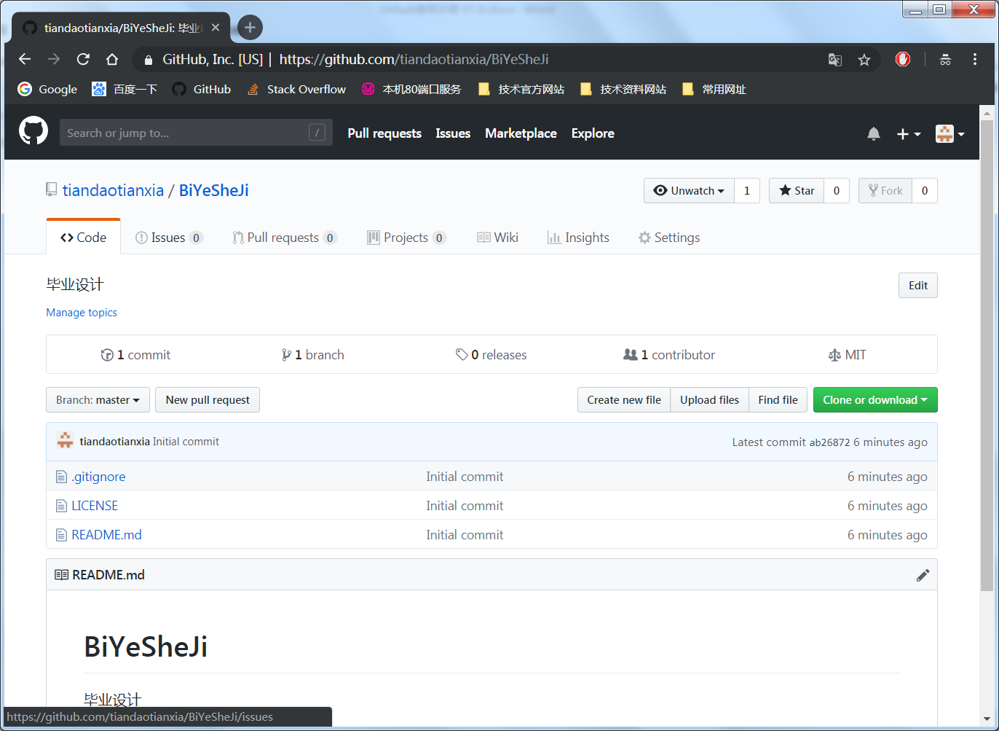 tiandaotianxia/BiYeSheJi: 毕业
GitHub, Inc. [US] | https://github.com/tiandaotianxia/BiYeSheJi
Google 百度一下 GitHub Stack Overflow 本机80端口服务 技术官方网站 技术资料网站 常用网址
Search or jump to... / Pull requests Issues Marketplace Explore
tiandaotianxia / BiYeSheJi Unwatch 1 Star 0 Fork 0
Code Issues 0 Pull requests 0 Projects 0 Wiki Insights Settings
毕业设计 Edit
Manage topics
1 commit 1 branch 0 releases 1 contributor MIT
Branch: master New pull request Create new file Upload files Find file Clone or download
tiandaotianxia Initial commit Latest commit ab26872 6 minutes ago
.gitignore Initial commit 6 minutes ago
LICENSE Initial commit 6 minutes ago
README.md Initial commit 6 minutes ago
README.md
BiYeSheJi
毕业设计
https://github.com/tiandaotianxia/BiYeSheJi/issues